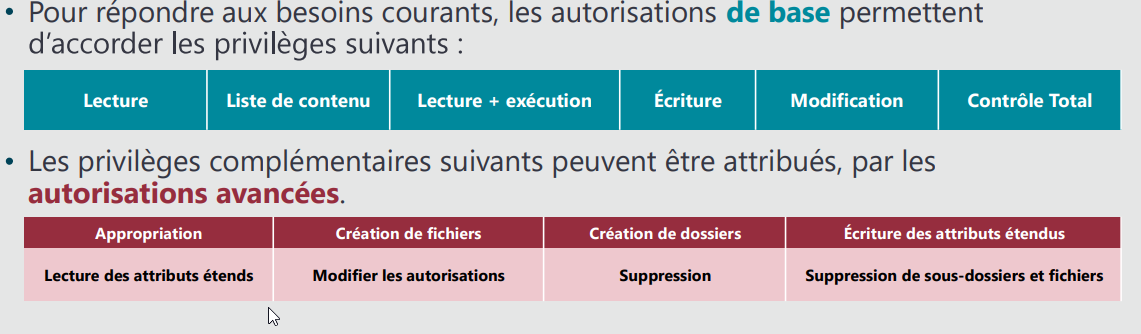 • Pour répondre aux besoins courants, les autorisations de base permettent
d’accorder les privilèges suivants :
Lecture Liste de contenu Lecture + exécution Écriture Modification Contrôle Total
• Les privilèges complémentaires suivants peuvent être attribués, par les
autorisations avancées.
Appropriation Création de fichiers Création de dossiers Écriture des attributs étendus
Lecture des attributs étends Modifier les autorisations Suppression Suppression de sous-dossiers et fichiers